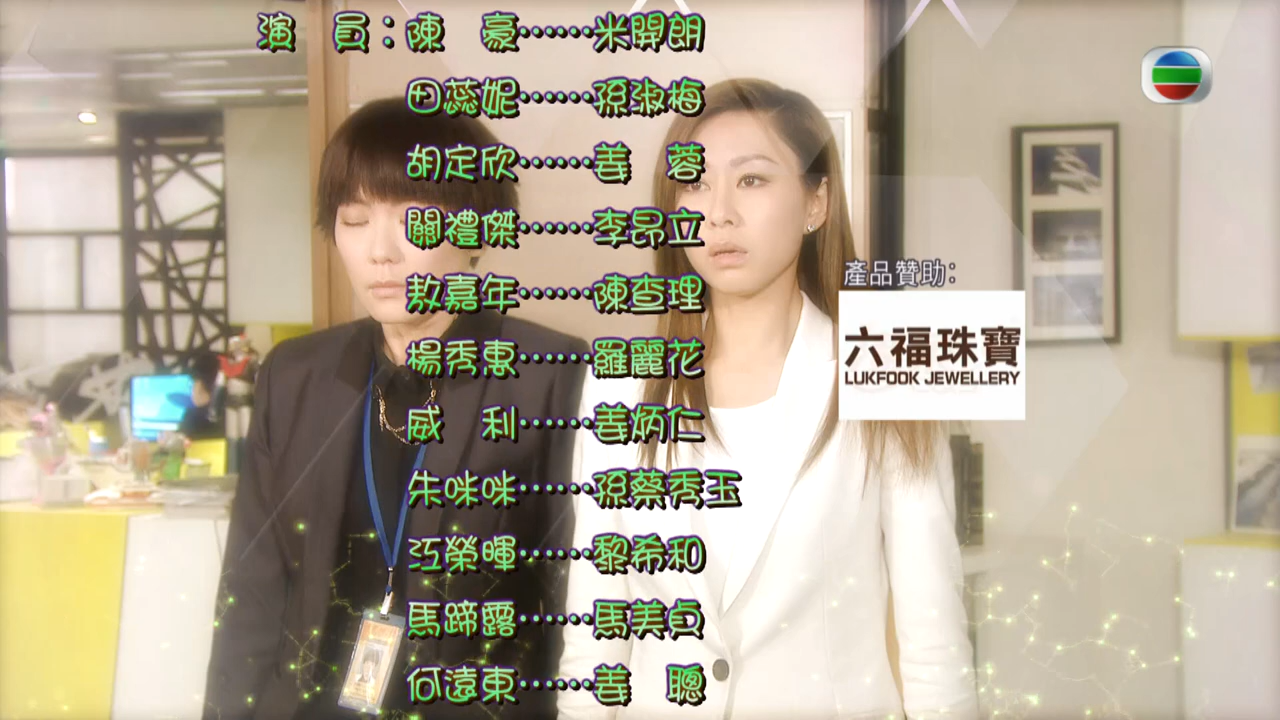 演　員：陳　豪……米開朗
田蕊妮……孫淑梅
胡定欣……姜　蓉
關禮傑……李昂立
敖嘉年……陳查理
楊秀惠……羅麗花
威　利……姜炳仁
朱咪咪……孫蔡秀玉
江榮暉……黎希和
馬蹄露……馬美貞
何遠東……姜　聰
產品贊助：
六福珠寶
LUKFOOK JEWELLERY